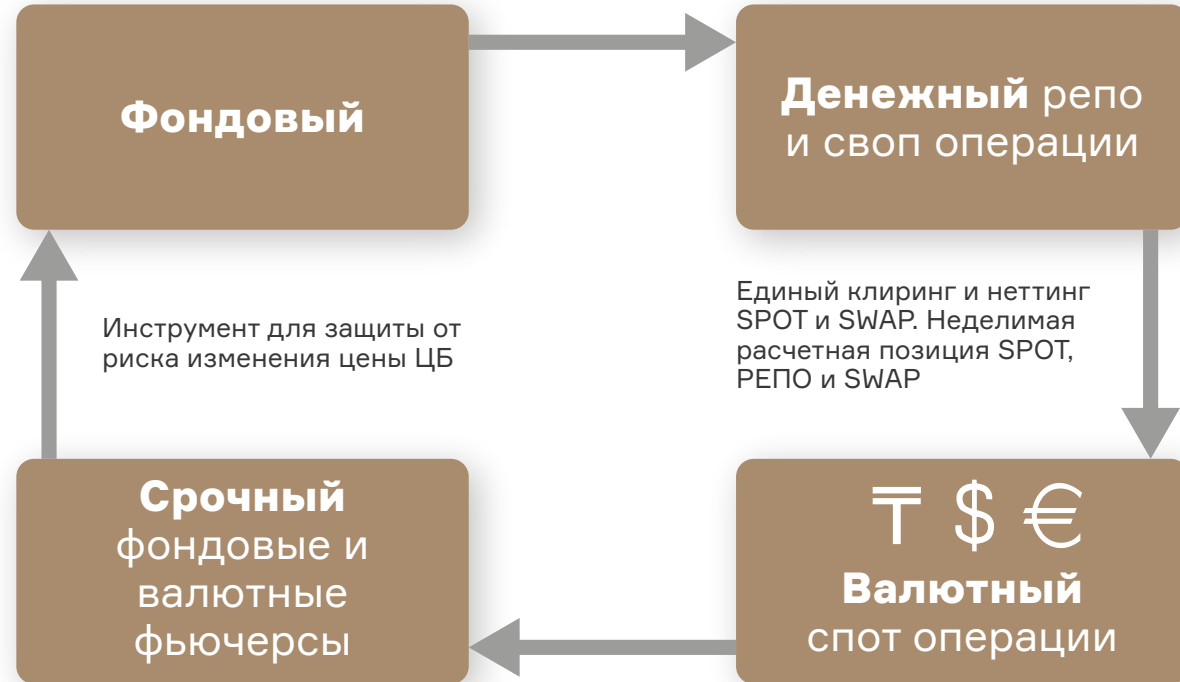 Фондовый
Денежный репо
и своп операции
Инструмент для защиты от
риска изменения цены ЦБ
Единый клиринг и неттинг
SPOT и SWAP. Неделимая
расчетная позиция SPOT,
РЕПО и SWAP
Срочный
фондовые и
валютные
фьючерсы
₸ $ €
Валютный
спот операции